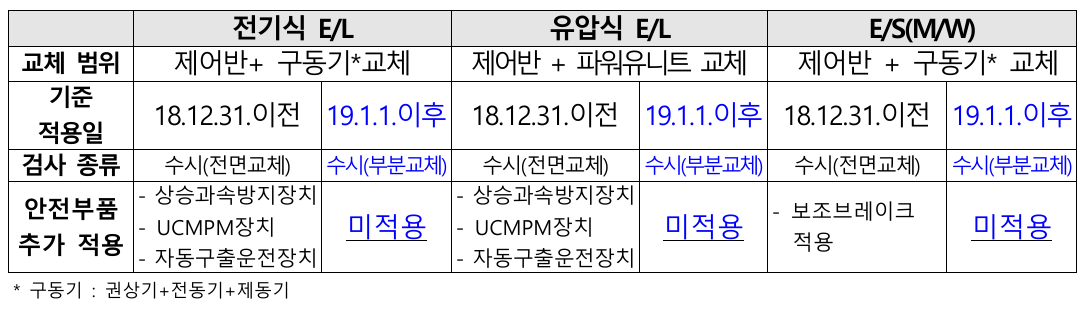 전기식 E/L 유압식 E/L E/S(M/W)
교체 범위 제어반+ 구동기*교체 제어반 + 파워유니트 교체 제어반 + 구동기* 교체
기준
적용일 18.12.31.이전 19.1.1.이후 18.12.31.이전 19.1.1.이후 18.12.31.이전 19.1.1.이후
검사 종류 수시(전면교체) 수시(부분교체) 수시(전면교체) 수시(부분교체) 수시(전면교체) 수시(부분교체)
안전부품
추가 적용
- 상승과속방지장치
- UCMPM장치
- 자동구출운전장치
미적용
- 상승과속방지장치
- UCMPM장치
- 자동구출운전장치
미적용
- 보조브레이크
적용
미적용
* 구동기 : 권상기+전동기+제동기